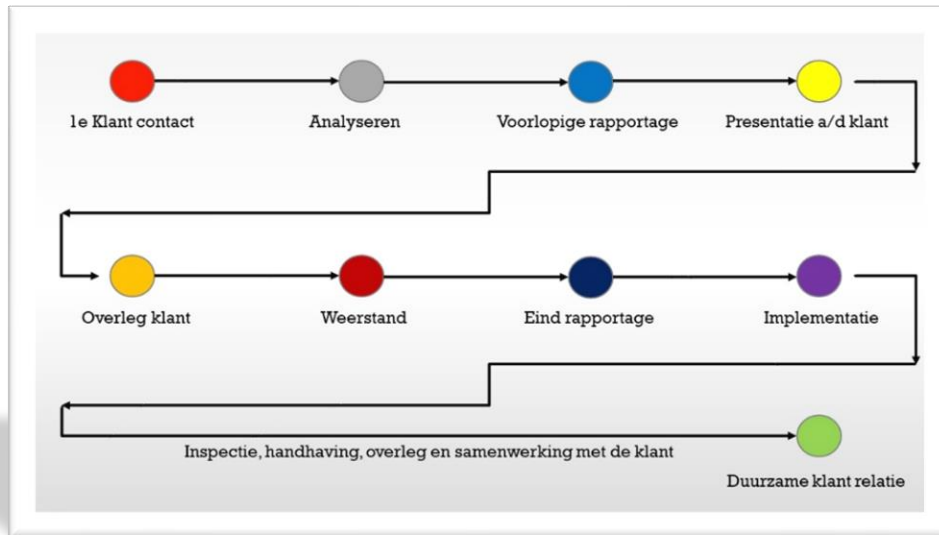 1e Klant contact
Analyseren
Voorlopige rapportage
Presentatie a/d klant
Overleg klant
Weerstand
Eind rapportage
Implementatie
Inspectie, handhaving, overleg en samenwerking met de klant
Duurzame klant relatie